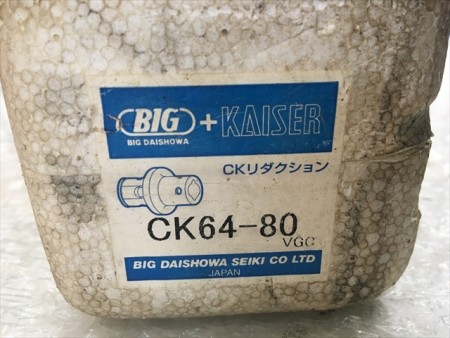 BIG + KAISER
BIG DAISHOWA
CKリダクション
CK64-80
VGC
BIG DAISHOWA SEIKI CO LTD
JAPAN